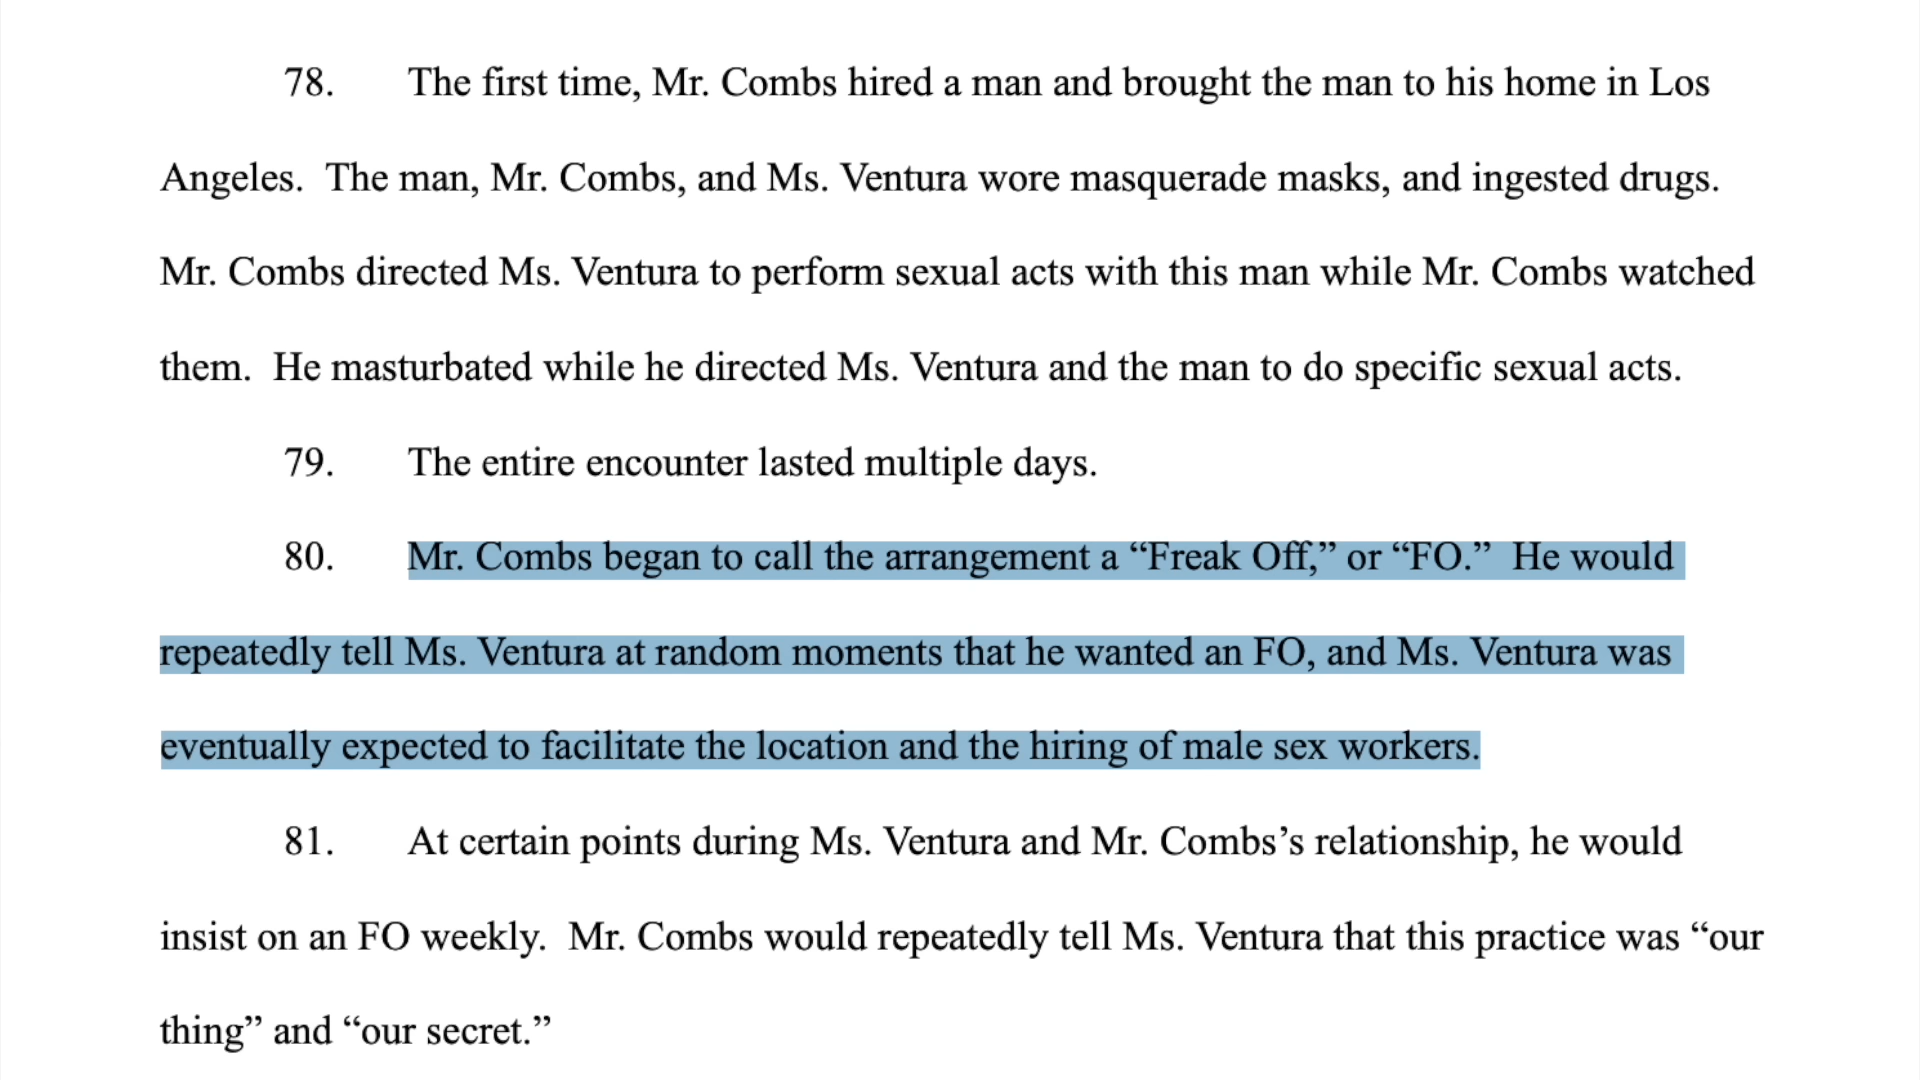 78. The first time, Mr. Combs hired a man and brought the man to his home in Los
Angeles. The man, Mr. Combs, and Ms. Ventura wore masquerade masks, and ingested drugs.
Mr. Combs directed Ms. Ventura to perform sexual acts with this man while Mr. Combs watched
them. He masturbated while he directed Ms. Ventura and the man to do specific sexual acts.
79. The entire encounter lasted multiple days.
80. Mr. Combs began to call the arrangement a “Freak Off,” or “FO.” He would
repeatedly tell Ms. Ventura at random moments that he wanted an FO, and Ms. Ventura was
eventually expected to facilitate the location and the hiring of male sex workers.
81. At certain points during Ms. Ventura and Mr. Combs’s relationship, he would
insist on an FO weekly. Mr. Combs would repeatedly tell Ms. Ventura that this practice was “our
thing” and “our secret.”